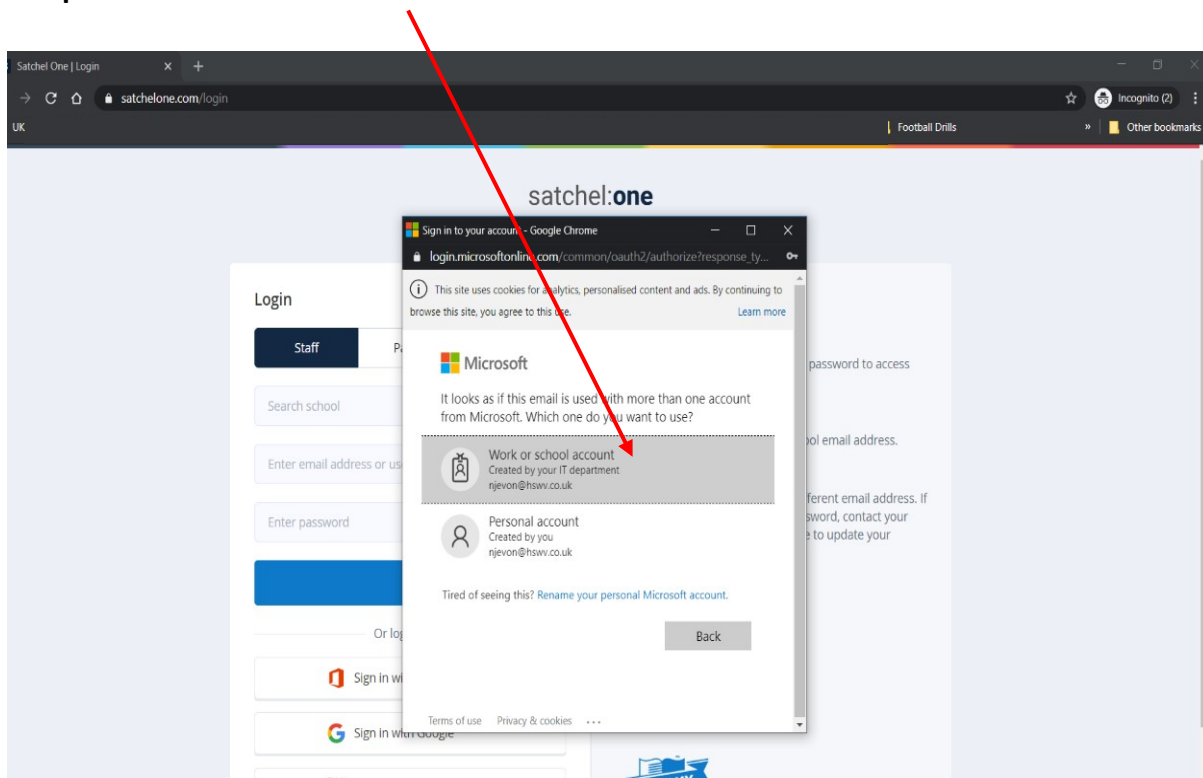 Satchel One | Login
satchelone.com/login
Incognito (2)
UK
Football Drills
»
Other bookmarks
satchel:one
Sign in to your account - Google Chrome
login.microsoftonline.com/common/oauth2/authorize?response_ty...
This site uses cookies for analytics, personalised content and ads. By continuing to
browse this site, you agree to this use.
Learn more
Login
Staff
Microsoft
password to access
It looks as if this email is used with more than one account
from Microsoft. Which one do you want to use?
Search school
ool email address.
Work or school account
Created by your IT department
njevon@hswv.co.uk
Enter email address or us
ferent email address. If
sword, contact your
e to update your
Enter password
Personal account
Created by you
njevon@hswv.co.uk
Tired of seeing this? Rename your personal Microsoft account.
Or log
Back
Sign in wi
Terms of use
Privacy & cookies
...
Sign in with Google